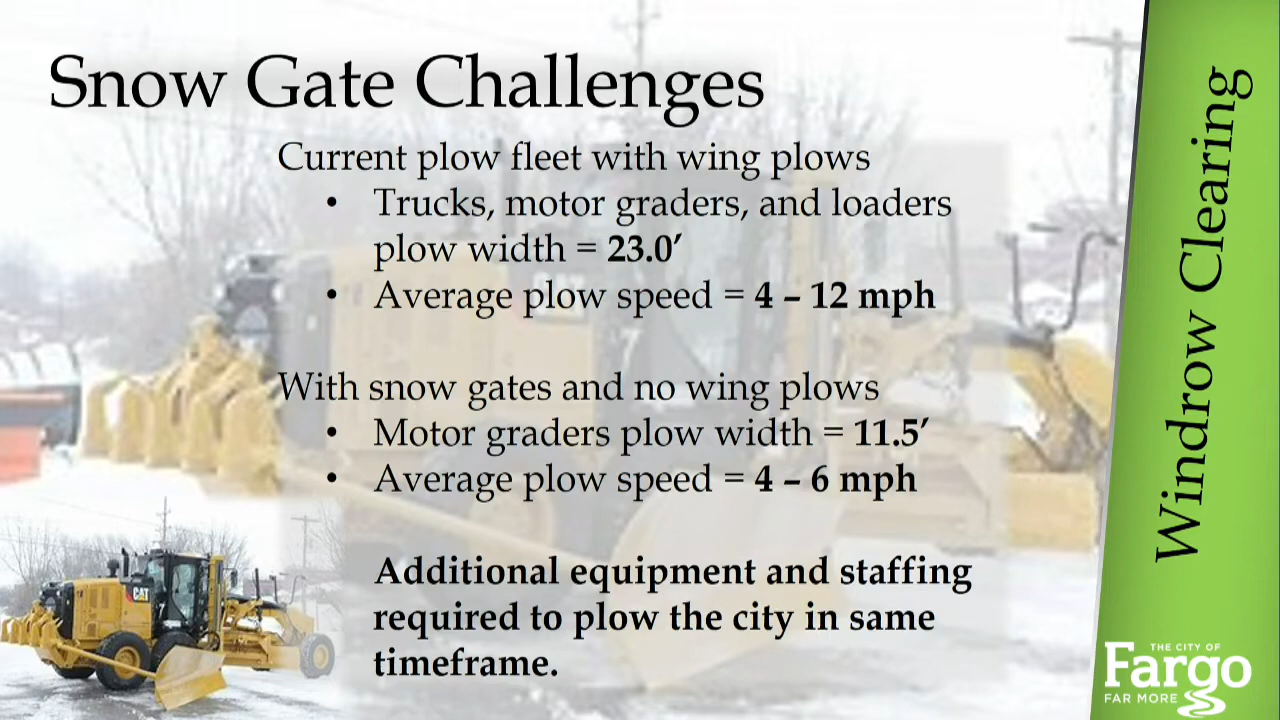 Snow Gate Challenges
Current plow fleet with wing plows
• Trucks, motor graders, and loaders
plow width = 23.0′
• Average plow speed = 4 – 12 mph
With snow gates and no wing plows
• Motor graders plow width = 11.5′
• Average plow speed = 4 – 6 mph
Additional equipment and staffing
required to plow the city in same
timeframe.
Windrow Clearing
CAT
THE CITY OF
Fargo
FAR MORE